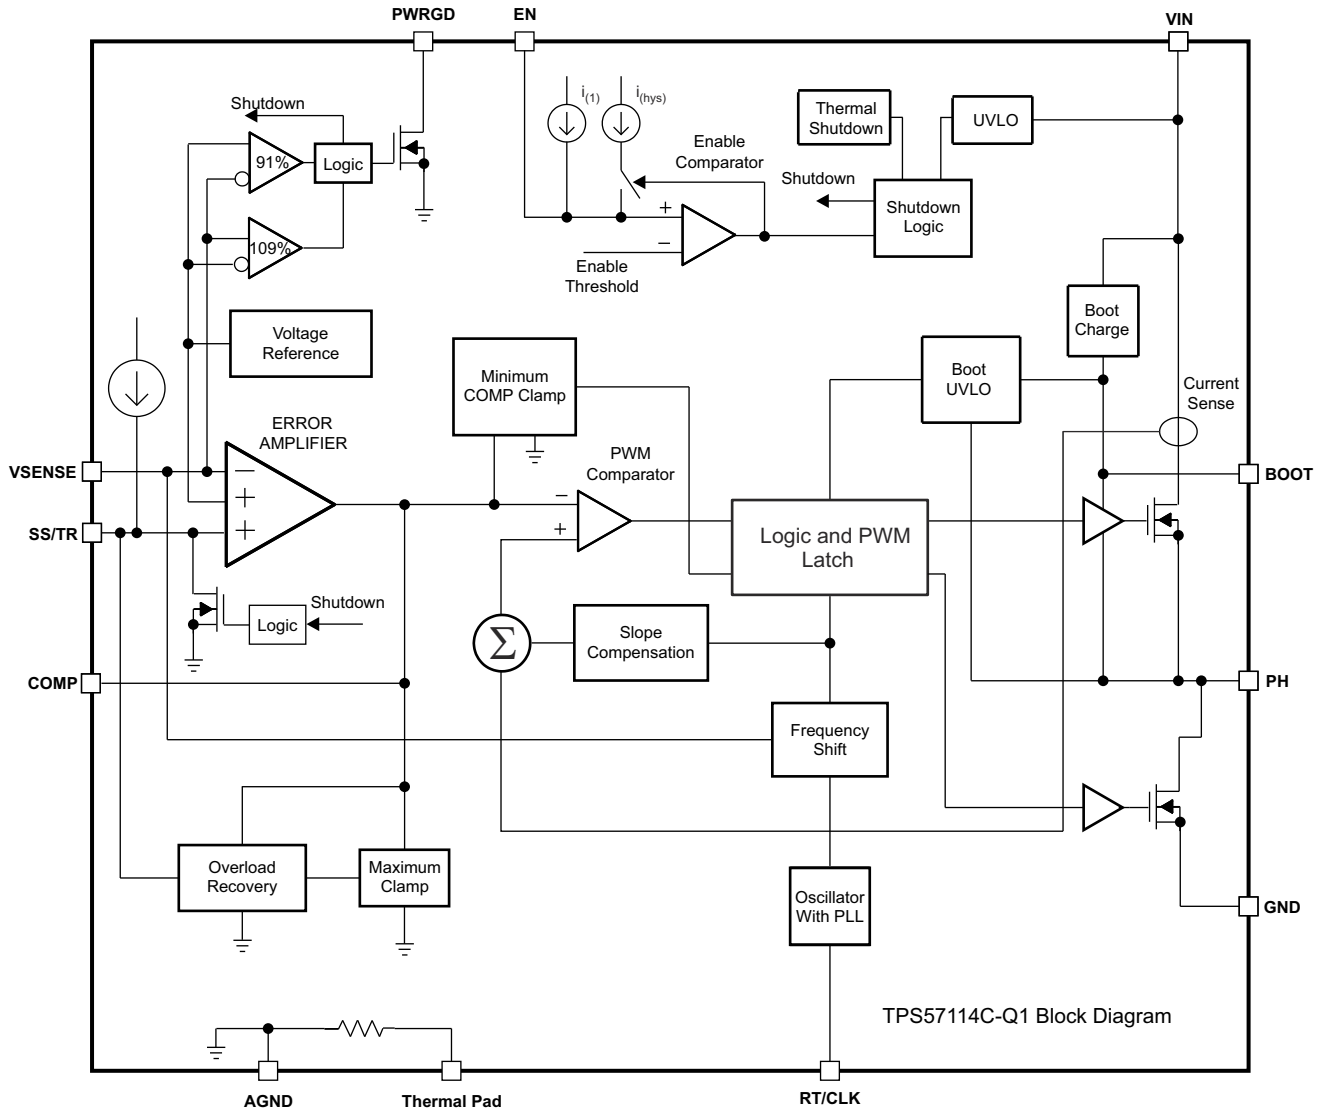 PWRGD
EN
VIN
Shutdown
91%
Logic
109%
i(1)
i(hys)
Enable
Comparator
+
−
Enable
Threshold
Thermal
Shutdown
UVLO
Shutdown
Shutdown
Logic
Voltage
Reference
Boot
Charge
Minimum
COMP Clamp
Boot
UVLO
Current
Sense
ERROR
AMPLIFIER
PWM
Comparator
VSENSE
−
+
+
SS/TR
−
+
Logic and PWM
Latch
BOOT
Shutdown
Logic
Σ
Slope
Compensation
COMP
PH
Frequency
Shift
Overload
Recovery
Maximum
Clamp
Oscillator
With PLL
GND
TPS57114C-Q1 Block Diagram
AGND
Thermal Pad
RT/CLK